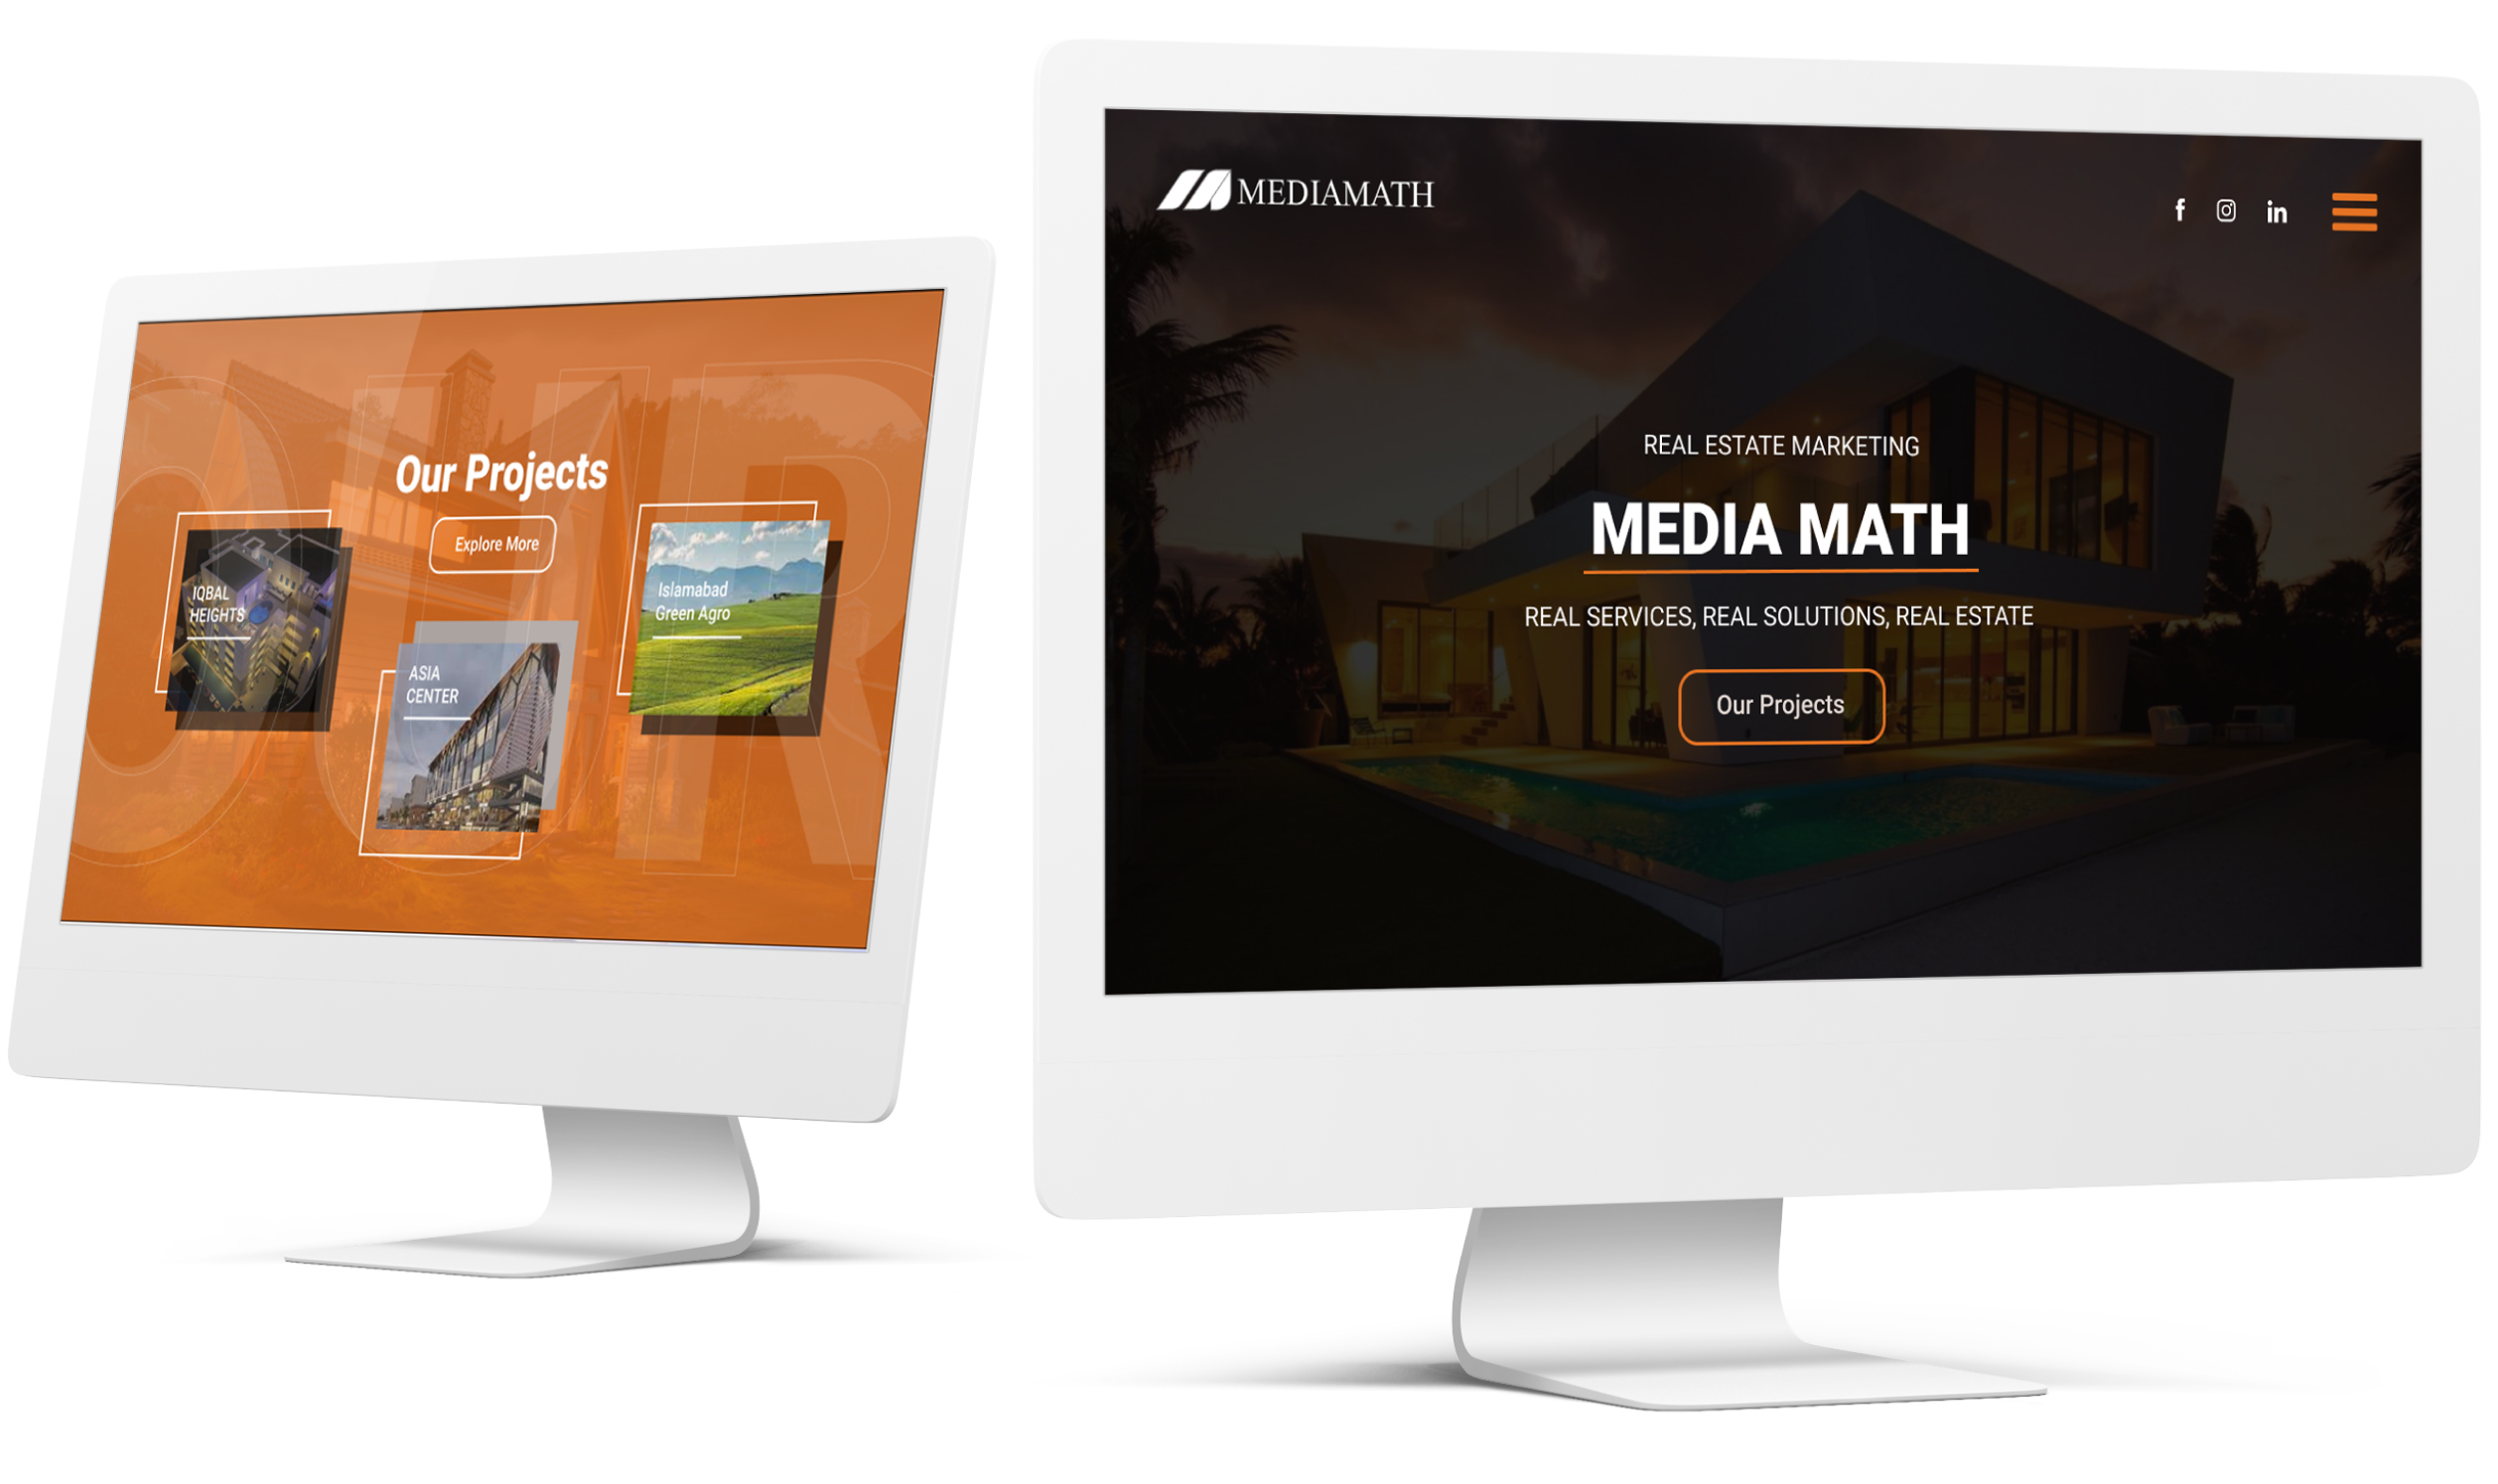 OUR
Our Projects
Explore More
IQBAL
HEIGHTS
ASIA
CENTER
Islamabad
Green Agro
MEDIAMATH
f
in
REAL ESTATE MARKETING
MEDIA MATH
REAL SERVICES, REAL SOLUTIONS, REAL ESTATE
Our Projects